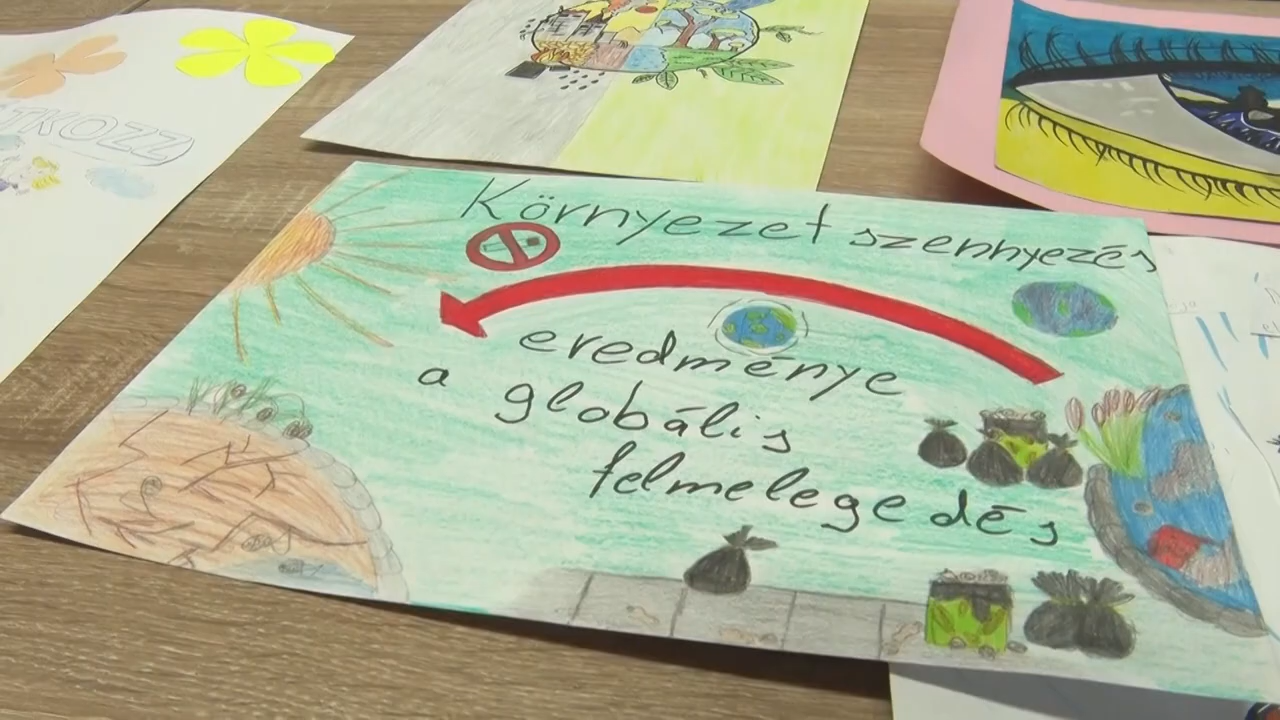 TKOZZ
Környezet szennyezés
eredménye
a globális
felmelegedés